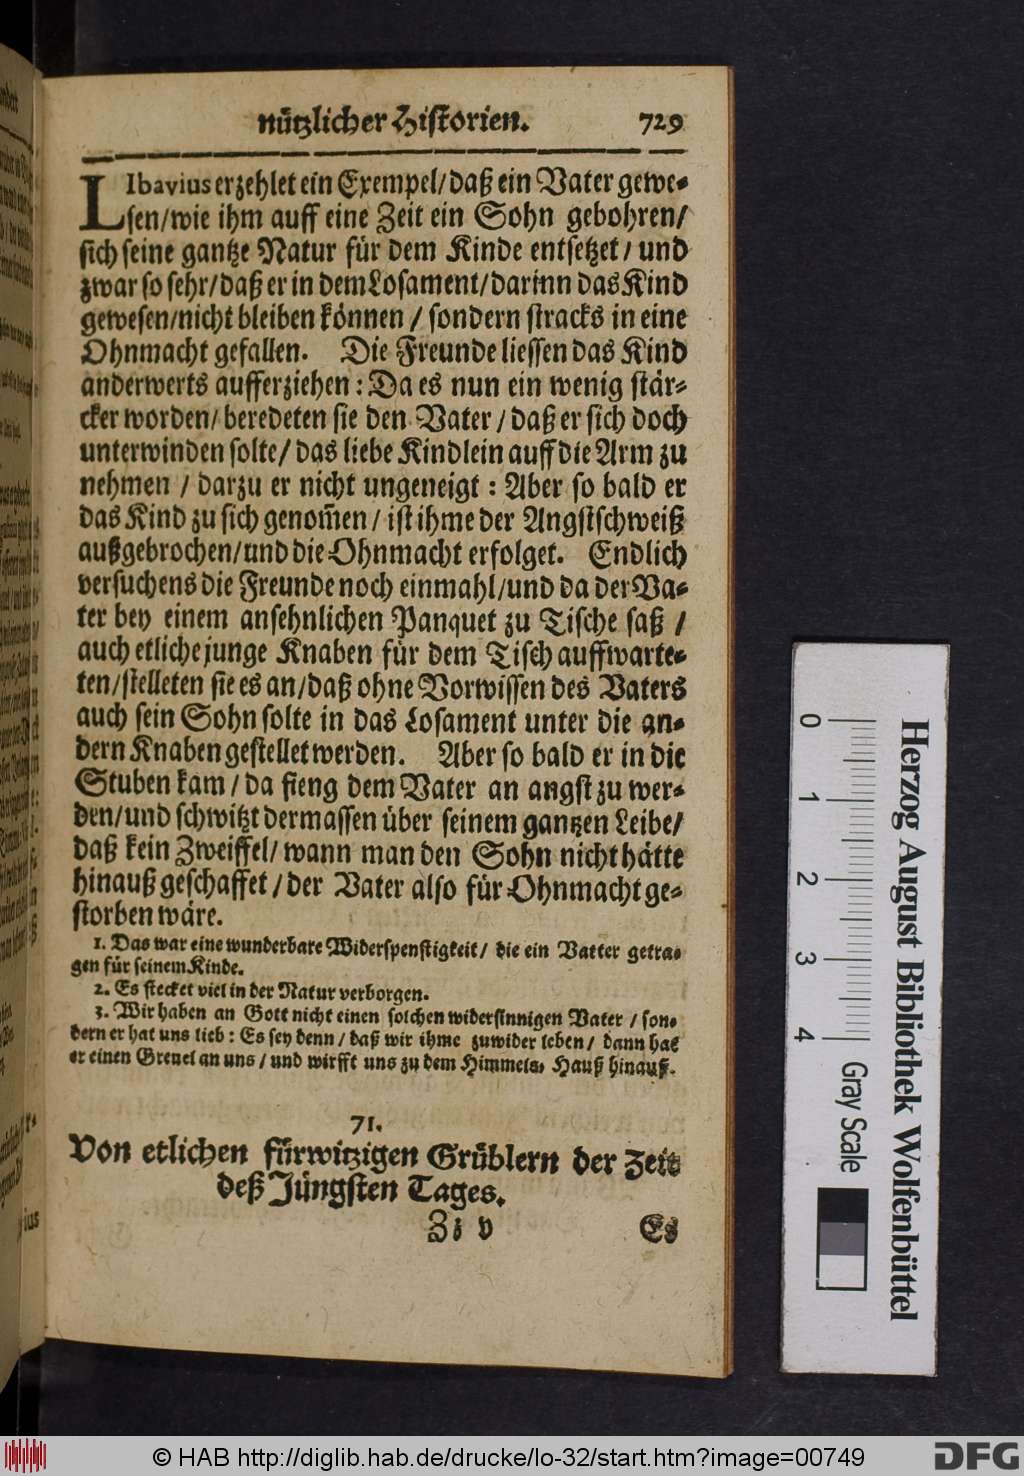 nützlicher Historien. 729
LIbavius erzehlet ein Exempel/daß ein Vater gewe-
sen/wie ihm auff eine Zeit ein Sohn gebohren/
sich seine gantze Natur für dem Kinde entsetzet/ und
zwar so sehr/daß er in dem Losament/darinn das Kind
gewesen/nicht bleiben können/ sondern stracks in eine
Ohnmacht gefallen. Die Freunde liessen das Kind
anderwerts aufferziehen: Da es nun ein wenig stär-
cker worden/ beredeten sie den Vater/ daß er sich doch
unterwinden solte/ das liebe Kindlein auff die Arm zu
nehmen / darzu er nicht ungeneigt: Aber so bald er
das Kind zu sich genom̃en/ ist ihme der Angstschweiß
außgebrochen/und die Ohnmacht erfolget. Endlich
versuchens die Freunde noch einmahl/und da der Va-
ter bey einem ansehnlichen Panquet zu Tische saß /
auch etliche junge Knaben für dem Tisch auffwarte-
ten/stelleten sie es an/daß ohne Vorwissen des Vaters
auch sein Sohn solte in das Losament unter die an-
dern Knaben gestellet werden. Aber so bald er in die
Stuben kam/ da fieng dem Vater an angst zu wer-
den/und schwitzt dermassen über seinem gantzen Leibe/
daß kein Zweiffel/ wann man den Sohn nicht hätte
hinauß geschaffet/ der Vater also für Ohnmacht ge-
storben wäre.
1. Das war eine wunderbare Widerspenstigkeit/ die ein Vatter getra-
gen für seinem Kinde.
2. Es stecket viel in der Natur verborgen.
3. Wir haben an Gott nicht einen solchen widersinnigen Vater/ son-
dern er hat uns lieb: Es sey denn/ daß wir ihme zuwider leben/ dann hat
er einen Greuel an uns/ und wirfft uns zu dem Himmels-Hauß hinauß.
71.
Von etlichen fürwitzigen Grüblern der Zeit
deß Jüngsten Tages.
Zz v Es
0 1 2 3 4 Gray Scale
Herzog August Bibliothek Wolfenbüttel
© HAB http://diglib.hab.de/drucke/lo-32/start.htm?image=00749 DFG